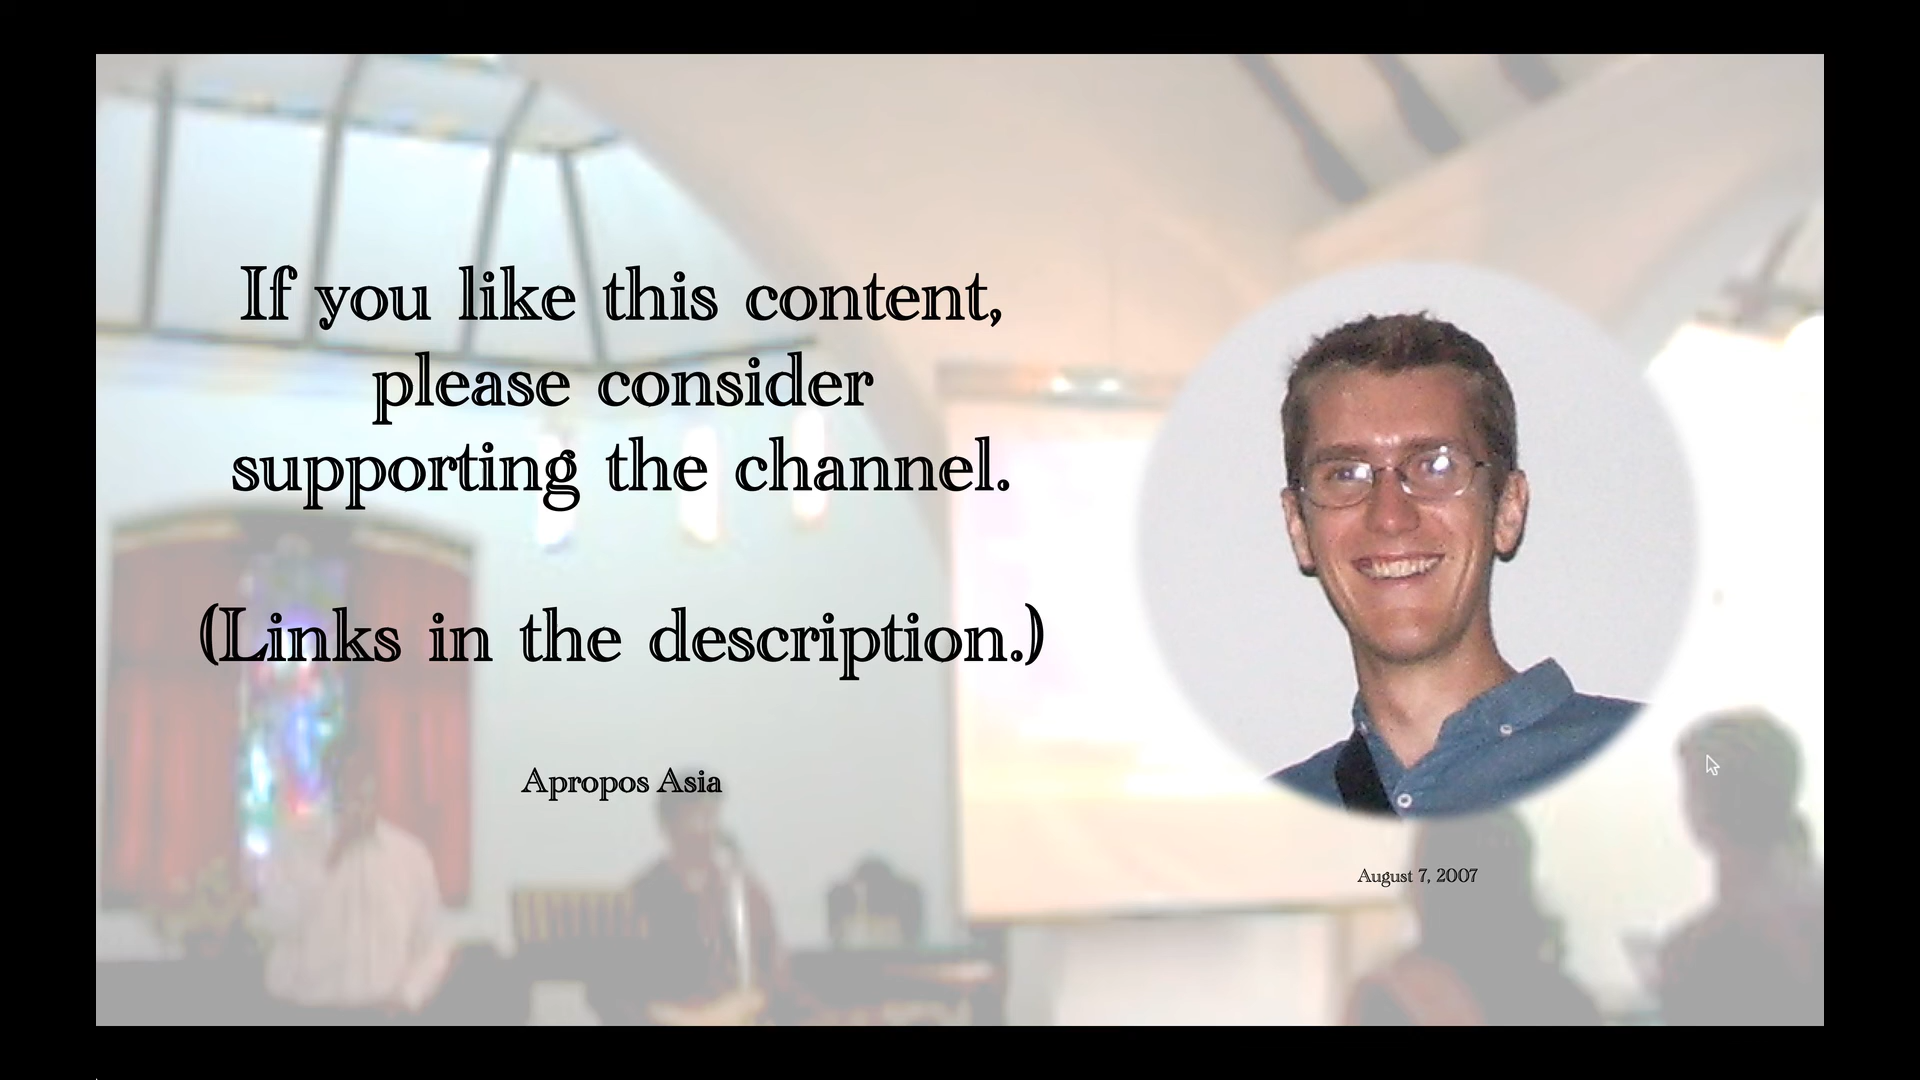 If you like this content,
please consider
supporting the channel.
(Links in the description.)
Apropos Asia
August 7, 2007